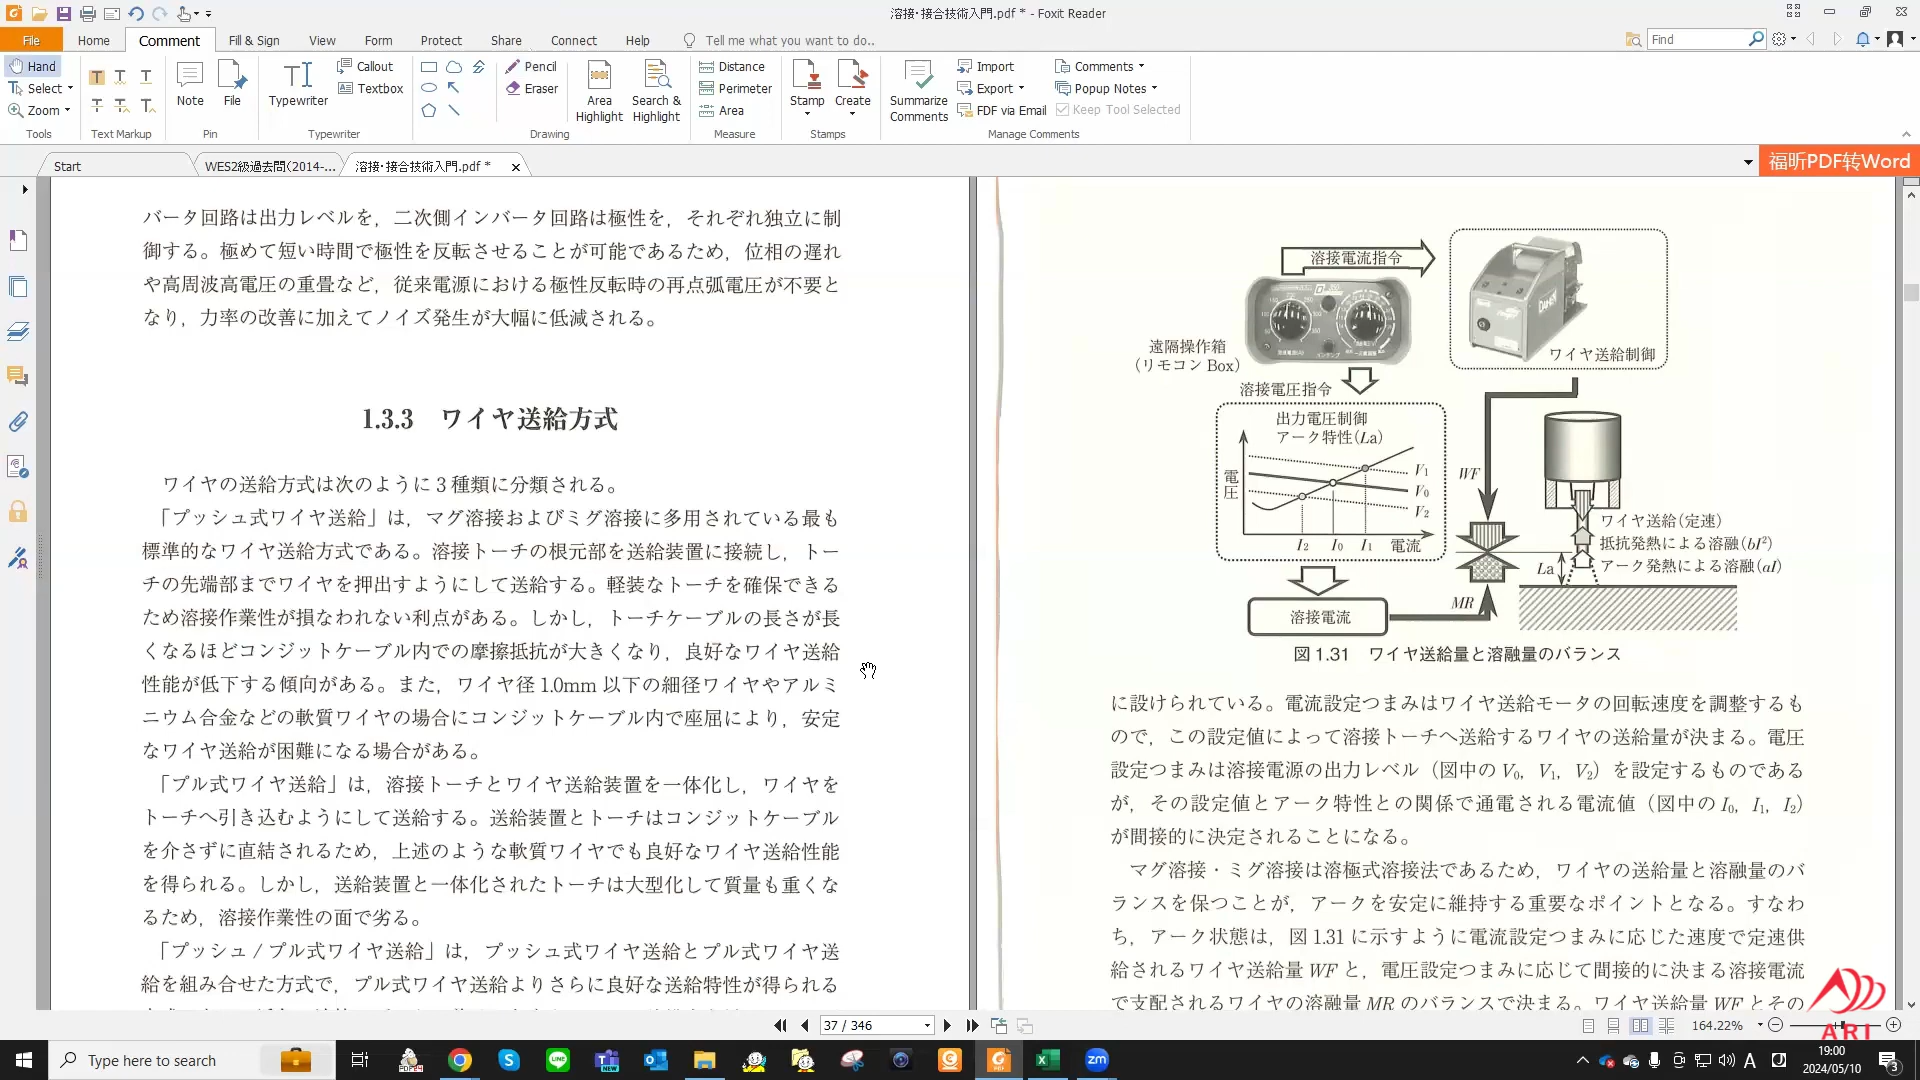 溶接･接合技術入門.pdf * - Foxit Reader
File Home Comment Fill & Sign View Form Protect Share Connect Help Tell me what you want to do.. Find
Hand Select Zoom Tools
Text Markup
Note File Pin
Typewriter Callout Textbox Typewriter
Pencil Eraser Area Highlight Search & Highlight Drawing
Distance Perimeter Area Measure
Stamp Create Stamps
Summarize Comments Import Export FDF via Email Comments Popup Notes Keep Tool Selected Manage Comments
Start WES2級過去問(2014-... 溶接･接合技術入門.pdf * 福昕PDF转Word
バータ回路は出力レベルを，二次側インバータ回路は極性を，それぞれ独立に制
御する。極めて短い時間で極性を反転させることが可能であるため，位相の遅れ
や高周波高電圧の重畳など，従来電源における極性反転時の再点弧電圧が不要と
なり，力率の改善に加えてノイズ発生が大幅に低減される。
1.3.3 ワイヤ送給方式
ワイヤの送給方式は次のように３種類に分類される。
「プッシュ式ワイヤ送給」は，マグ溶接およびミグ溶接に多用されている最も
標準的なワイヤ送給方式である。溶接トーチの根元部を送給装置に接続し，トー
チの先端部までワイヤを押出すようにして送給する。軽装なトーチを確保できる
ため溶接作業性が損なわれない利点がある。しかし，トーチケーブルの長さが長
くなるほどコンジットケーブル内での摩擦抵抗が大きくなり，良好なワイヤ送給
性能が低下する傾向がある。また，ワイヤ径 1.0mm 以下の細径ワイヤやアルミ
ニウム合金などの軟質ワイヤの場合にコンジットケーブル内で座屈により，安定
なワイヤ送給が困難になる場合がある。
「プル式ワイヤ送給」は，溶接トーチとワイヤ送給装置を一体化し，ワイヤを
トーチへ引き込むようにして送給する。送給装置とトーチはコンジットケーブル
を介さずに直結されるため，上述のような軟質ワイヤでも良好なワイヤ送給性能
を得られる。しかし，送給装置と一体化されたトーチは大型化して質量も重くな
るため，溶接作業性の面で劣る。
「プッシュ / プル式ワイヤ送給」は，プッシュ式ワイヤ送給とプル式ワイヤ送
給を組み合せた方式で，プル式ワイヤ送給よりさらに良好な送給特性が得られる
溶接電流指令
遠隔操作箱
(リモコン Box)
ワイヤ送給制御
溶接電圧指令
出力電圧制御
アーク特性(La)
電圧
V1
V0
V2
I2 I0 I1 電流
WF
ワイヤ送給(定速)
抵抗発熱による溶融(bI²)
アーク発熱による溶融(aI)
La
MR
溶接電流
図 1.31 ワイヤ送給量と溶融量のバランス
に設けられている。電流設定つまみはワイヤ送給モータの回転速度を調整するも
ので，この設定値によって溶接トーチへ送給するワイヤの送給量が決まる。電圧
設定つまみは溶接電源の出力レベル（図中の V0，V1，V2）を設定するものである
が，その設定値とアーク特性との関係で通電される電流値（図中の I0，I1，I2）
が間接的に決定されることになる。
マグ溶接・ミグ溶接は溶極式溶接法であるため，ワイヤの送給量と溶融量のバ
ランスを保つことが，アークを安定に維持する重要なポイントとなる。すなわ
ち，アーク状態は，図 1.31 に示すように電流設定つまみに応じた速度で定速供
給されるワイヤ送給量 WF と，電圧設定つまみに応じて間接的に決まる溶接電流
で支配されるワイヤの溶融量 MR のバランスで決まる。ワイヤ送給量 WF とその
ARI
37 / 346 164.22%
Type here to search
A 19:00
2024/05/10 3